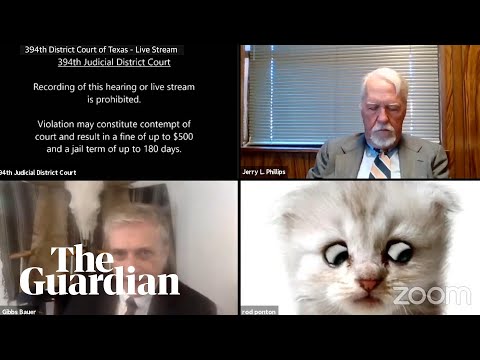 394th District Court of Texas - Live Stream
394th Judicial District Court
Recording of this hearing or live stream
is prohibited.
Violation may constitute contempt of
court and result in a fine of up to $500
and a jail term of up to 180 days.
94th Judicial District Court
Jerry L. Phillips
The
Guardian
Gibbs Bauer
rod ponton
zoom